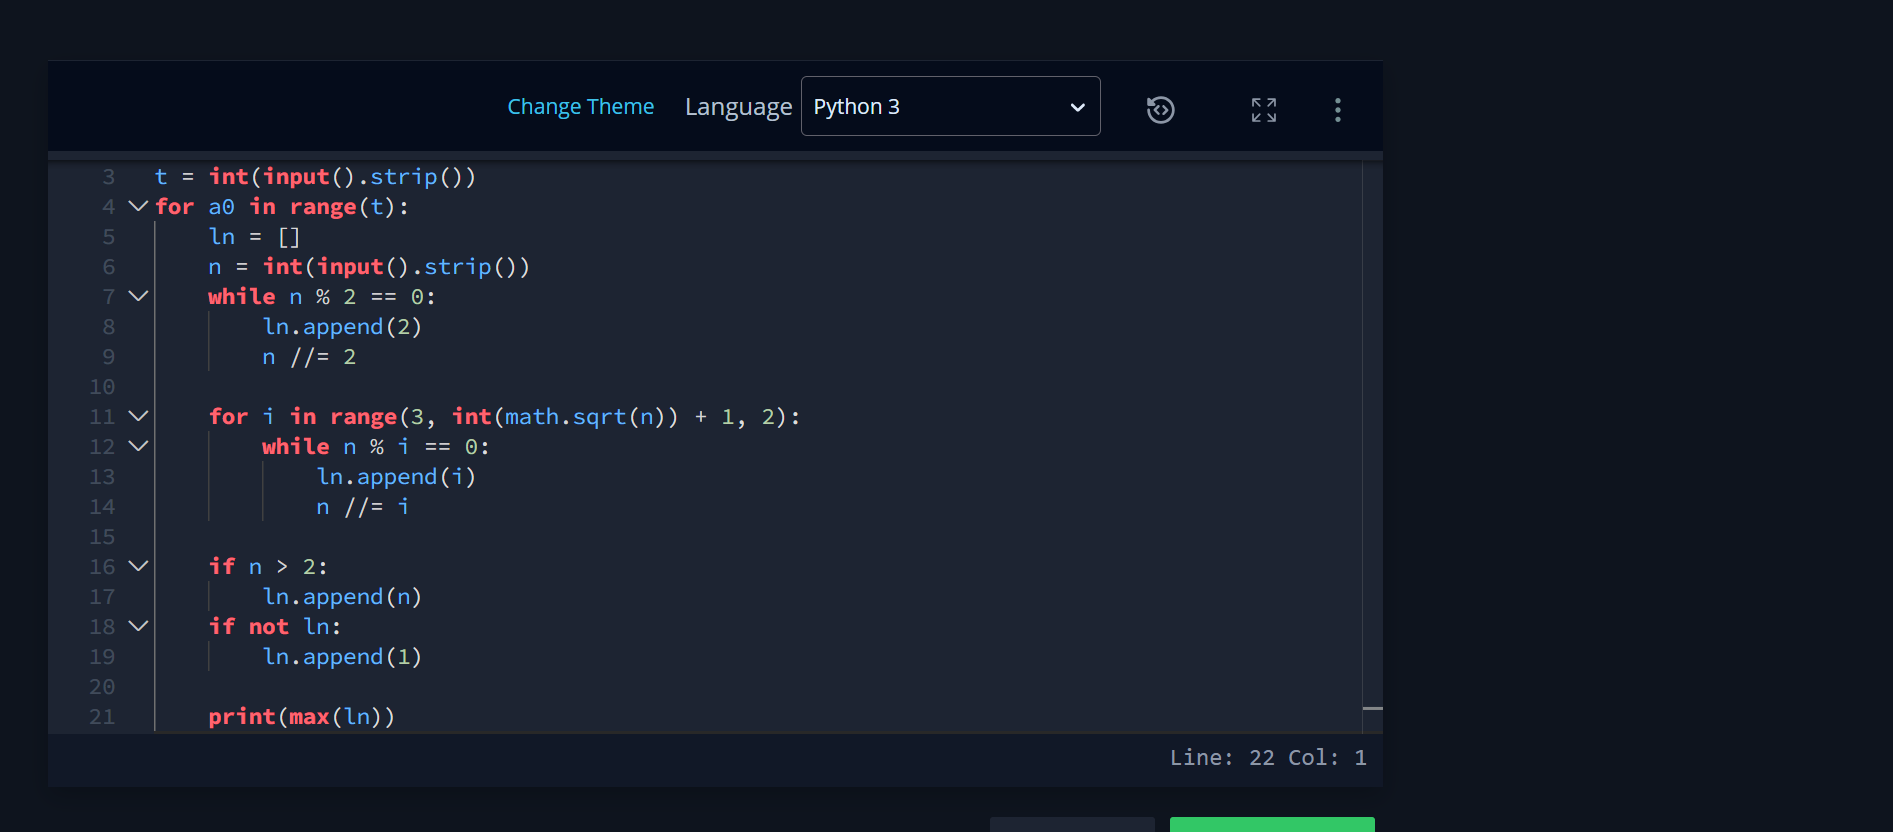 Change Theme Language Python 3
3 t = int(input().strip())
4 for a0 in range(t):
5     ln = []
6     n = int(input().strip())
7     while n % 2 == 0:
8         ln.append(2)
9         n //= 2
10
11     for i in range(3, int(math.sqrt(n)) + 1, 2):
12         while n % i == 0:
13             ln.append(i)
14             n //= i
15
16     if n > 2:
17         ln.append(n)
18     if not ln:
19         ln.append(1)
20
21     print(max(ln))
Line: 22 Col: 1